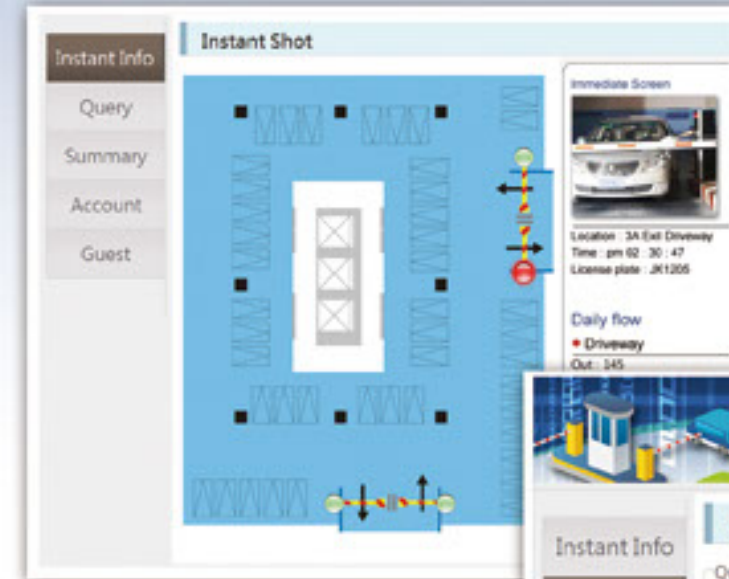 Instant Info
Query
Summary
Account
Guest
Instant Shot
Immediate Screen
Location : 3A Exit Driveway
Time : pm 02 : 30 : 47
License plate : JK1205
Daily flow
Driveway
Out : 145
Instant Info